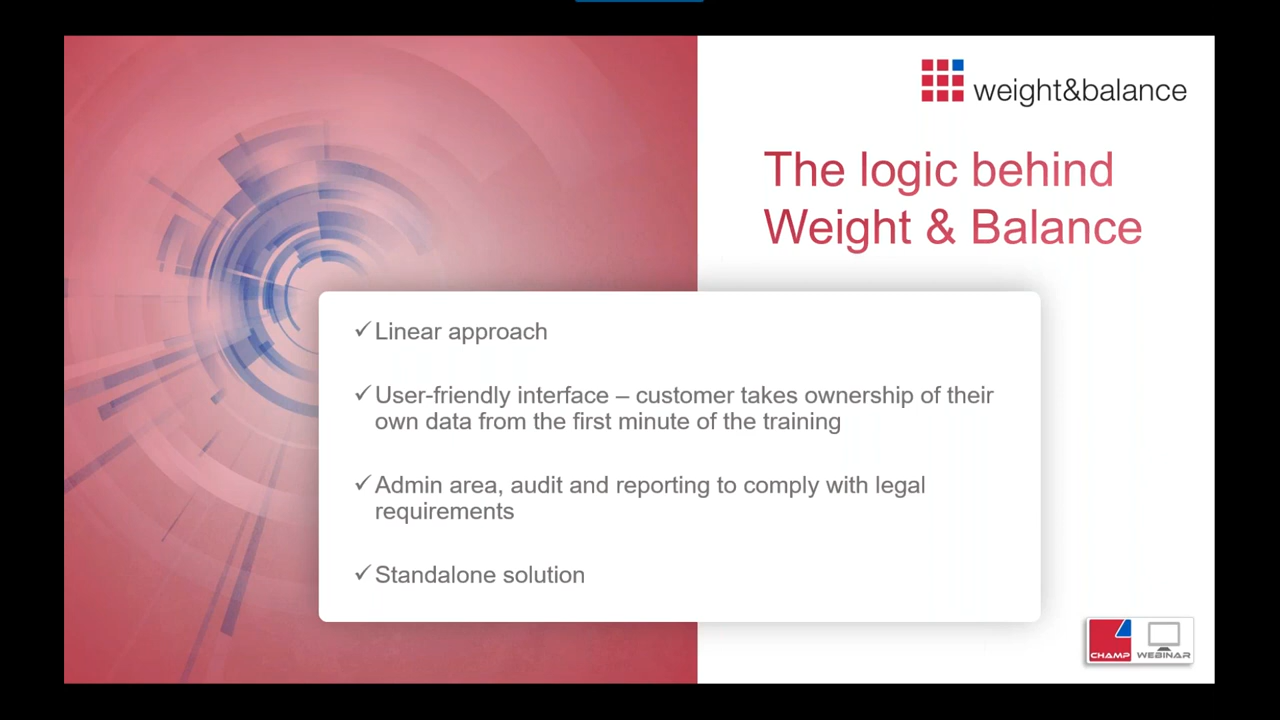 weight&balance
The logic behind
Weight & Balance
✓Linear approach
✓User-friendly interface – customer takes ownership of their
own data from the first minute of the training
✓Admin area, audit and reporting to comply with legal
requirements
✓Standalone solution
CHAMP WEBINAR